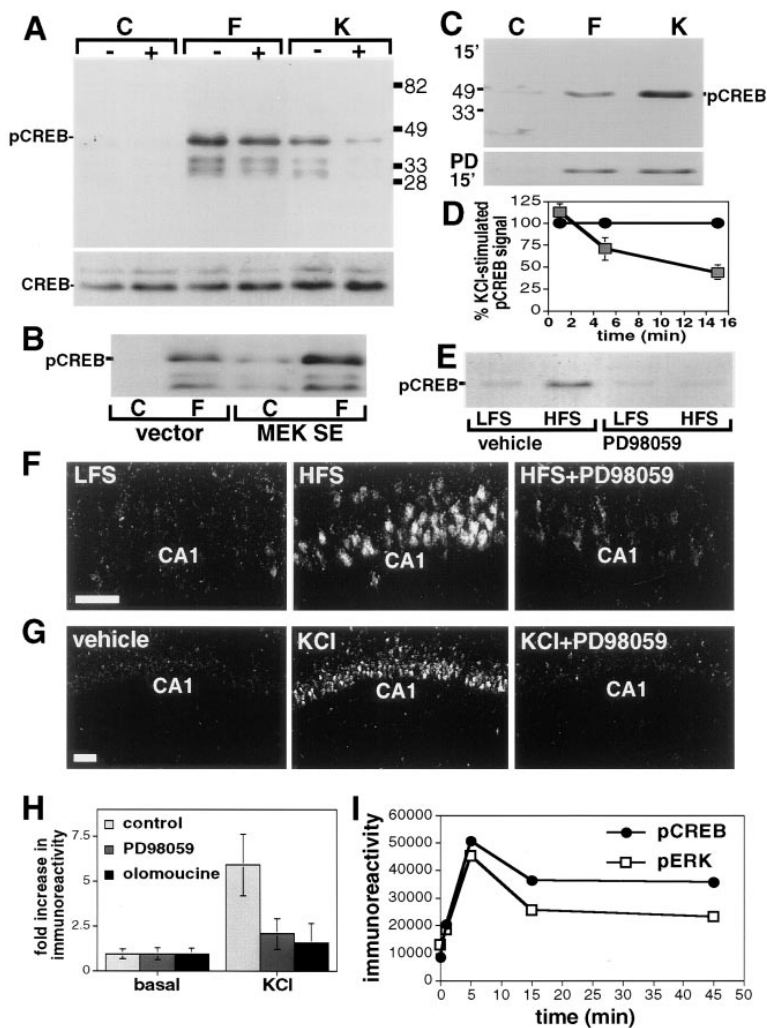 A
C F K
- + - + - +
82
pCREB-
49
33
28
CREB-
B
pCREB
C F C F
vector MEK SE
C
C F K
15'
49
33
pCREB
PD
15'
D
% KCl-stimulated
pCREB signal
125
100
75
50
25
0
0 2 4 6 8 10 12 14 16
time (min)
E
pCREB
LFS HFS LFS HFS
vehicle PD98059
F
LFS HFS HFS+PD98059
CA1 CA1 CA1
G
vehicle KCl KCl+PD98059
CA1 CA1 CA1
H
fold increase in
immunoreactivity
7.5
5
2.5
0
control
PD98059
olomoucine
basal KCl
I
immunoreactivity
60000
50000
40000
30000
20000
10000
0
pCREB
pERK
0 5 10 15 20 25 30 35 40 45 50
time (min)